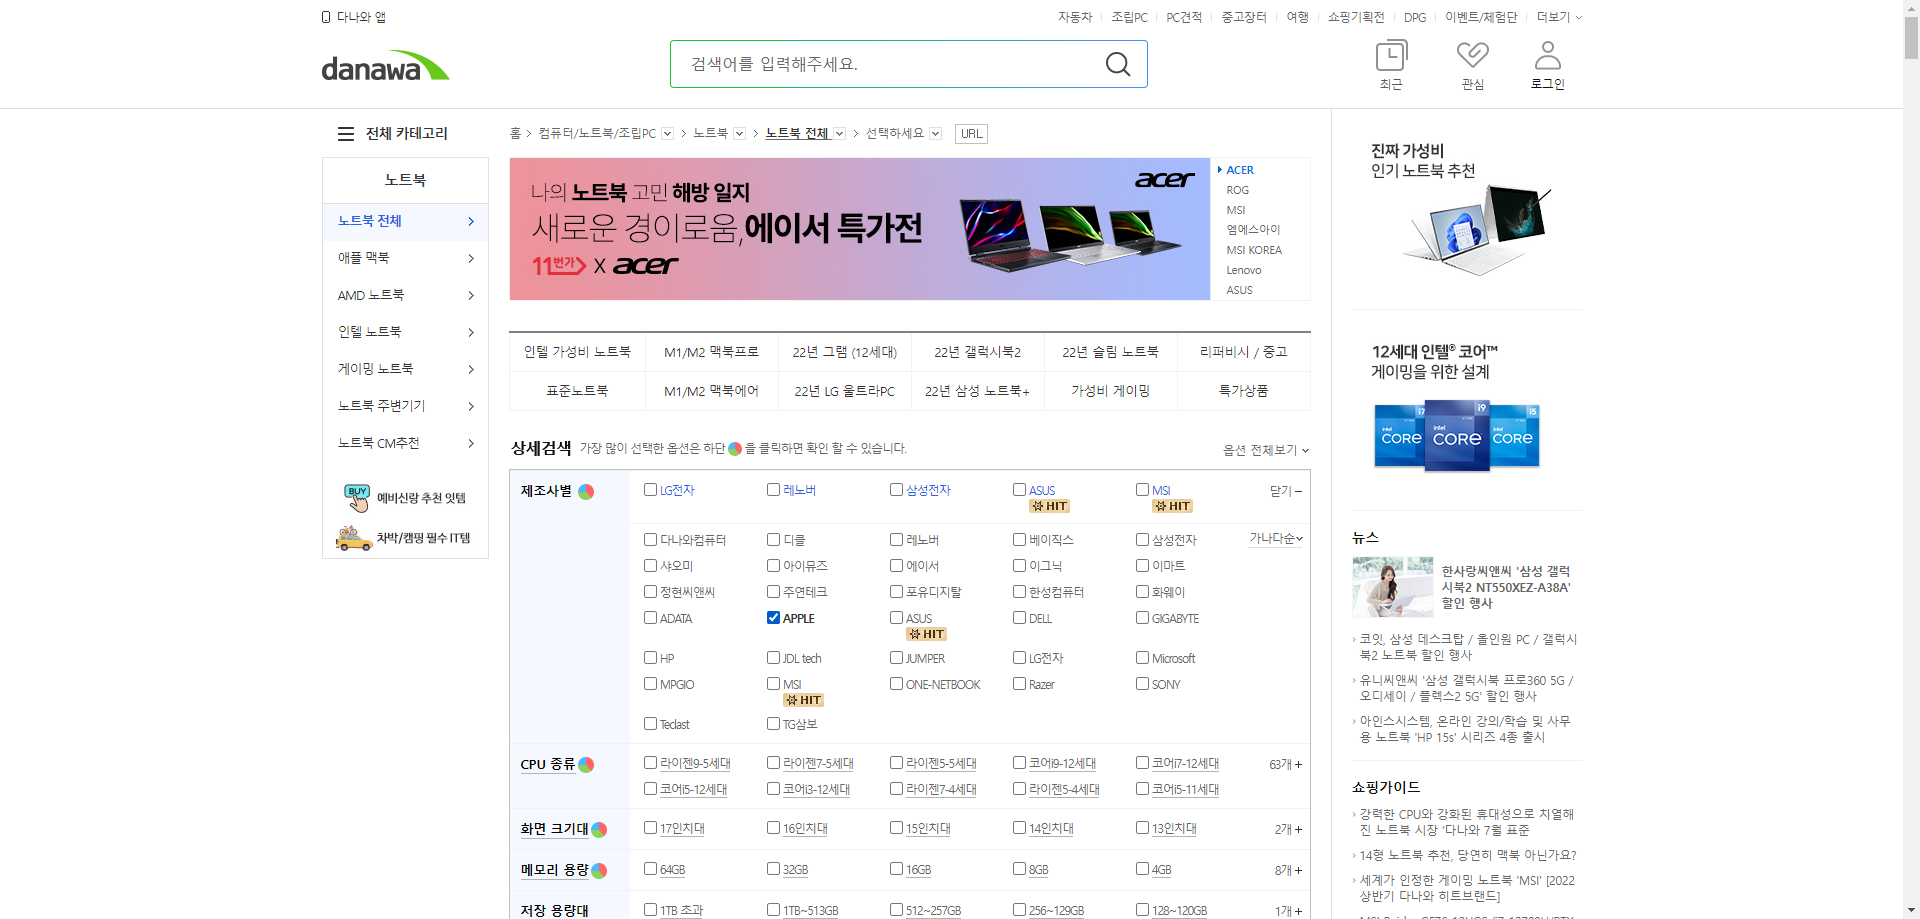 다나와 앱
자동차 조립PC PC견적 중고장터 여행 쇼핑기획전 DPG 이벤트/체험단 더보기
danawa
검색어를 입력해주세요.
최근 관심 로그인
전체 카테고리
홈 > 컴퓨터/노트북/조립PC > 노트북 > 노트북 전체 > 선택하세요 URL
노트북
노트북 전체
애플 맥북
AMD 노트북
인텔 노트북
게이밍 노트북
노트북 주변기기
노트북 CM추천
BUY 예비신랑 추천 잇템
차박/캠핑 필수 IT템
나의 노트북 고민 해방 일지
새로운 경이로움,에이서 특가전
11번가 X acer
acer
ACER
ROG
MSI
엠에스아이
MSI KOREA
Lenovo
ASUS
인텔 가성비 노트북 M1/M2 맥북프로 22년 그램 (12세대) 22년 갤럭시북2 22년 슬림 노트북 리퍼비시 / 중고
표준노트북 M1/M2 맥북에어 22년 LG 울트라PC 22년 삼성 노트북+ 가성비 게이밍 특가상품
상세검색 가장 많이 선택한 옵션은 하단 을 클릭하면 확인 할 수 있습니다. 옵션 전체보기
제조사별 LG전자 레노버 삼성전자 ASUS MSI 닫기
HIT HIT
다나와컴퓨터 디클 레노버 베이직스 삼성전자 가나다순
샤오미 아이뮤즈 에이서 이그닉 이마트
정현씨앤씨 주연테크 포유디지탈 한성컴퓨터 화웨이
ADATA APPLE ASUS DELL GIGABYTE
HIT
HP JDL tech JUMPER LG전자 Microsoft
MPGIO MSI ONE-NETBOOK Razer SONY
HIT
Teclast TG삼보
CPU 종류 라이젠9-5세대 라이젠7-5세대 라이젠5-5세대 코어i9-12세대 코어i7-12세대 63개 +
코어i5-12세대 코어i3-12세대 라이젠7-4세대 라이젠5-4세대 코어i5-11세대
화면 크기대 17인치대 16인치대 15인치대 14인치대 13인치대 2개 +
메모리 용량 64GB 32GB 16GB 8GB 4GB 8개 +
저장 용량대 1TB 초과 1TB~513GB 512~257GB 256~129GB 128~120GB 1개 +
진짜 가성비
인기 노트북 추천
12세대 인텔® 코어™
게이밍을 위한 설계
intel CORE i7
intel CORE i9
intel CORE i5
뉴스
한사랑씨앤씨 '삼성 갤럭
시북2 NT550XEZ-A38A'
할인 행사
코잇, 삼성 데스크탑 / 올인원 PC / 갤럭시
북2 노트북 할인 행사
유니씨앤씨 '삼성 갤럭시북 프로360 5G /
오디세이 / 플렉스2 5G' 할인 행사
아인스시스템, 온라인 강의/학습 및 사무
용 노트북 'HP 15s' 시리즈 4종 출시
쇼핑가이드
강력한 CPU와 강화된 휴대성으로 치열해
진 노트북 시장 '다나와 7월 표준
14형 노트북 추천, 당연히 맥북 아닌가요?
세계가 인정한 게이밍 노트북 'MSI' [2022
상반기 다나와 히트브랜드]